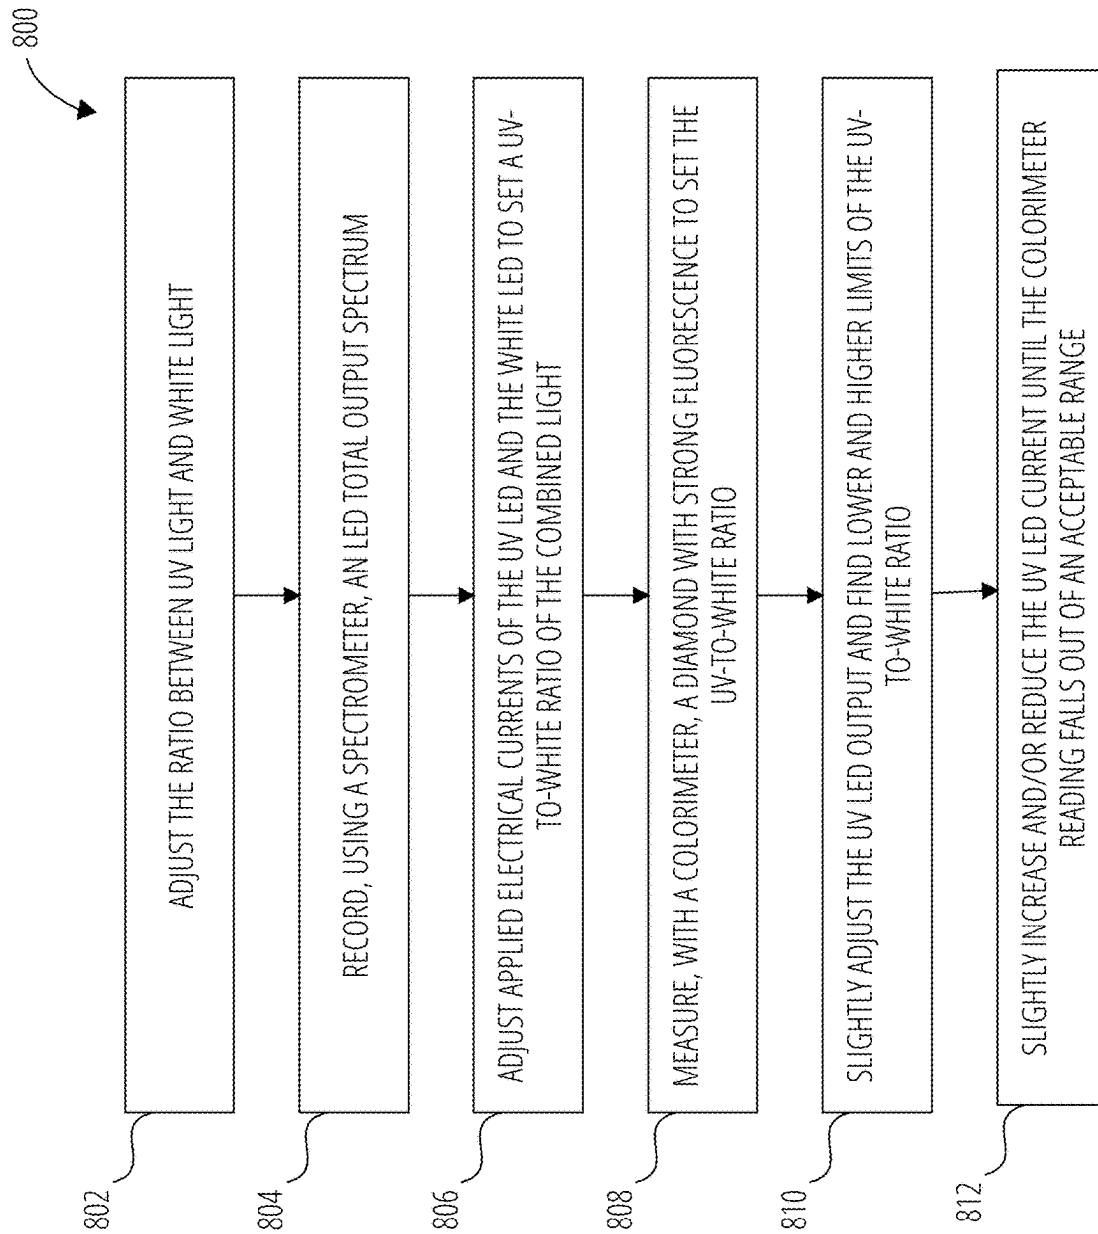 800
802
ADJUST THE RATIO BETWEEN UV LIGHT AND WHITE LIGHT
804
RECORD, USING A SPECTROMETER, AN LED TOTAL OUTPUT SPECTRUM
806
ADJUST APPLIED ELECTRICAL CURRENTS OF THE UV LED AND THE WHITE LED TO SET A UV-
TO-WHITE RATIO OF THE COMBINED LIGHT
808
MEASURE, WITH A COLORIMETER, A DIAMOND WITH STRONG FLUORESCENCE TO SET THE
UV-TO-WHITE RATIO
810
SLIGHTLY ADJUST THE UV LED OUTPUT AND FIND LOWER AND HIGHER LIMITS OF THE UV-
TO-WHITE RATIO
812
SLIGHTLY INCREASE AND/OR REDUCE THE UV LED CURRENT UNTIL THE COLORIMETER
READING FALLS OUT OF AN ACCEPTABLE RANGE